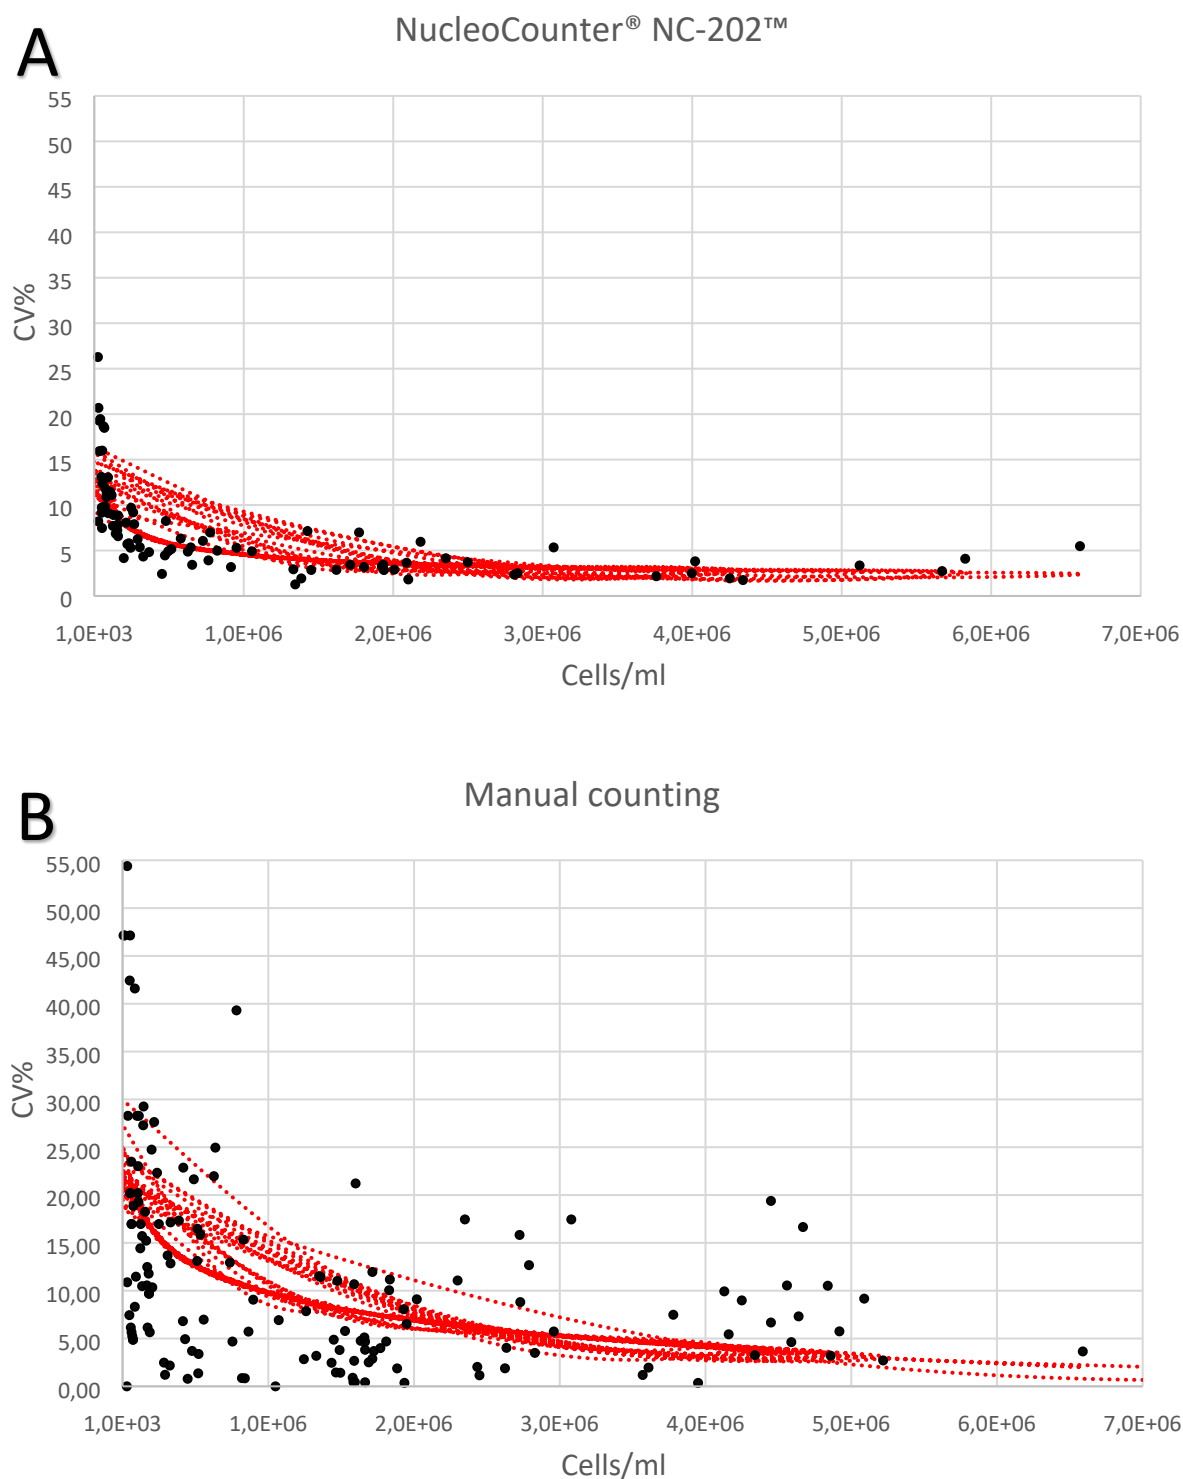 NucleoCounter® NC-202™
A
55
50
45
40
35
30
25
20
15
10
5
0
CV%
1,0E+03 1,0E+06 2,0E+06 3,0E+06 4,0E+06 5,0E+06 6,0E+06 7,0E+06
Cells/ml
Manual counting
B
55,00
50,00
45,00
40,00
35,00
30,00
25,00
20,00
15,00
10,00
5,00
0,00
CV%
1,0E+03 1,0E+06 2,0E+06 3,0E+06 4,0E+06 5,0E+06 6,0E+06 7,0E+06
Cells/ml